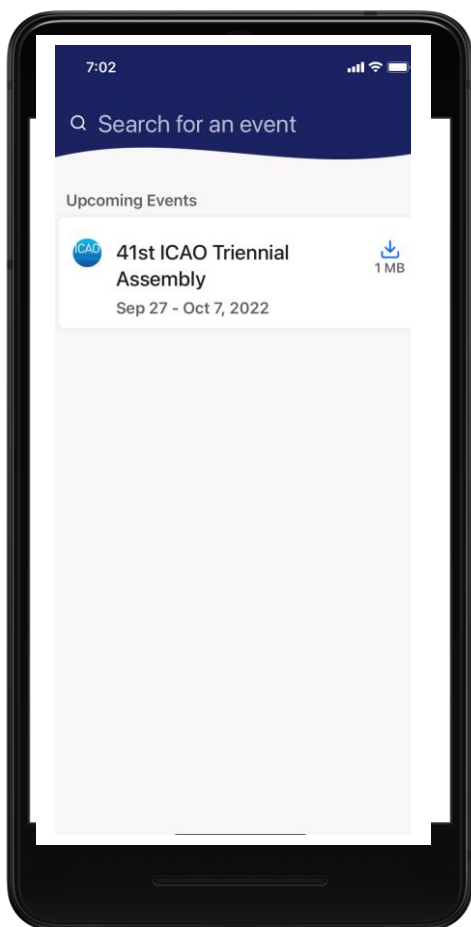 7:02
Search for an event
Upcoming Events
ICAO
41st ICAO Triennial
Assembly
1 MB
Sep 27 - Oct 7, 2022